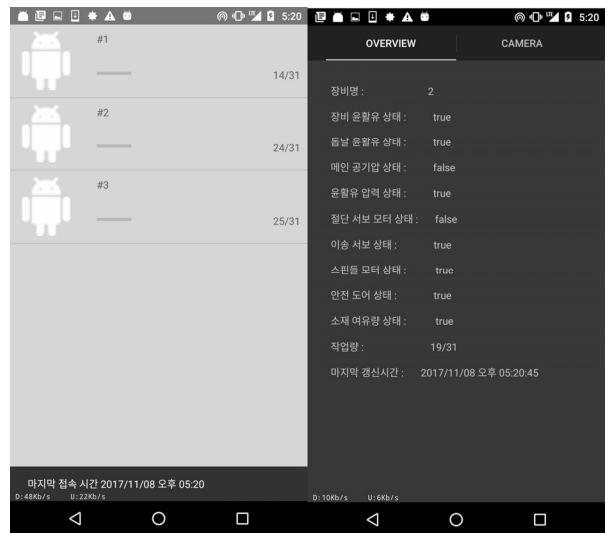 5:20
#1
14/31
#2
24/31
#3
25/31
마지막 접속 시간 2017/11/08 오후 05:20
D:48Kb/s U:22Kb/s
5:20
OVERVIEW CAMERA
장비명 : 2
장비 윤활유 상태 : true
톱날 윤활유 상태 : true
메인 공기압 상태 : false
윤활유 압력 상태 : true
절단 서보 모터 상태 : false
이송 서보 상태 : true
스핀들 모터 상태 : true
안전 도어 상태 : true
소재 여유량 상태 : true
작업량 : 19/31
마지막 갱신시간 : 2017/11/08 오후 05:20:45
D:10Kb/s U:6Kb/s